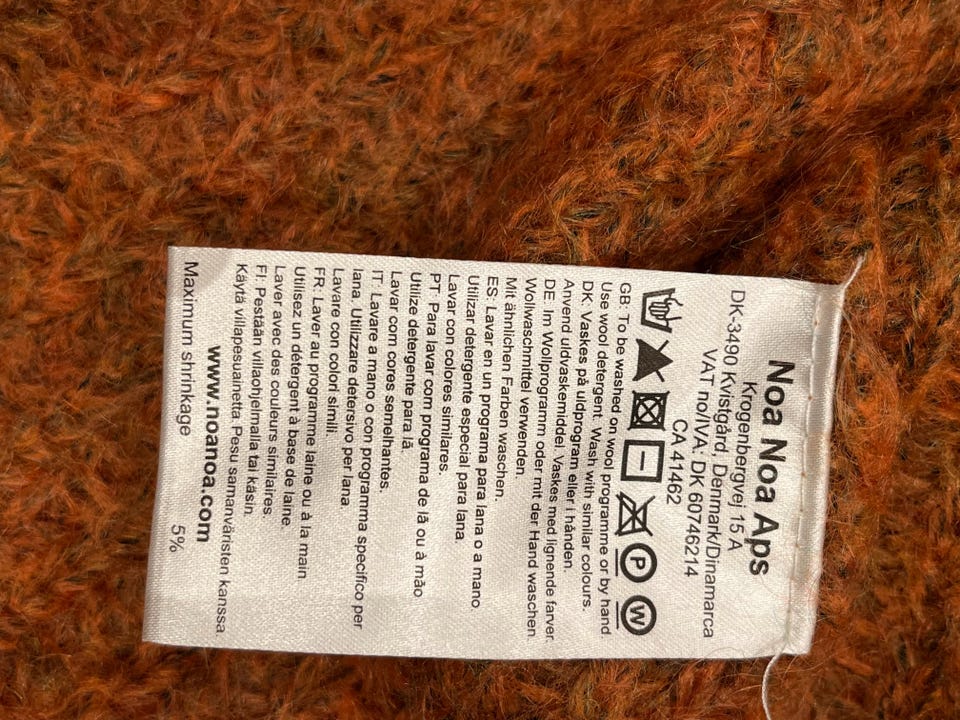 Noa Noa Aps
Krogenbergvej 15 A
DK-3490 Kvistgård, Denmark/Dinamarca
VAT no/IVA: DK 60746214
CA 41462
P
W
GB: To be washed on wool programme or by hand
Use wool detergent. Wash with similar colours.
DK: Vaskes på uldprogram eller i hånden.
Anvend uldvaskemiddel. Vaskes med lignende farver.
DE: Im Wollprogramm oder mit der Hand waschen.
Wollwaschmittel verwenden.
Mit ähnlichen Farben waschen.
ES: Lavar en un programa para lana o a mano.
Utilizar detergente especial para lana.
Lavar con colores similares.
PT: Para lavar com programa de lã ou à mão
Utilize detergente para lã.
Lavar com cores semelhantes.
IT: Lavare a mano o con programma specifico per
lana. Utilizzare detersivo per lana.
Lavare con colori simili.
FR: Laver au programme laine ou à la main
Utilisez un détergent à base de laine.
Laver avec des couleurs similaires.
FI: Pestään villaohjelmalla tai käsin.
Käytä villapesuainetta. Pesu samanväristen kanssa.
www.noanoa.com
Maximum shrinkage 5%